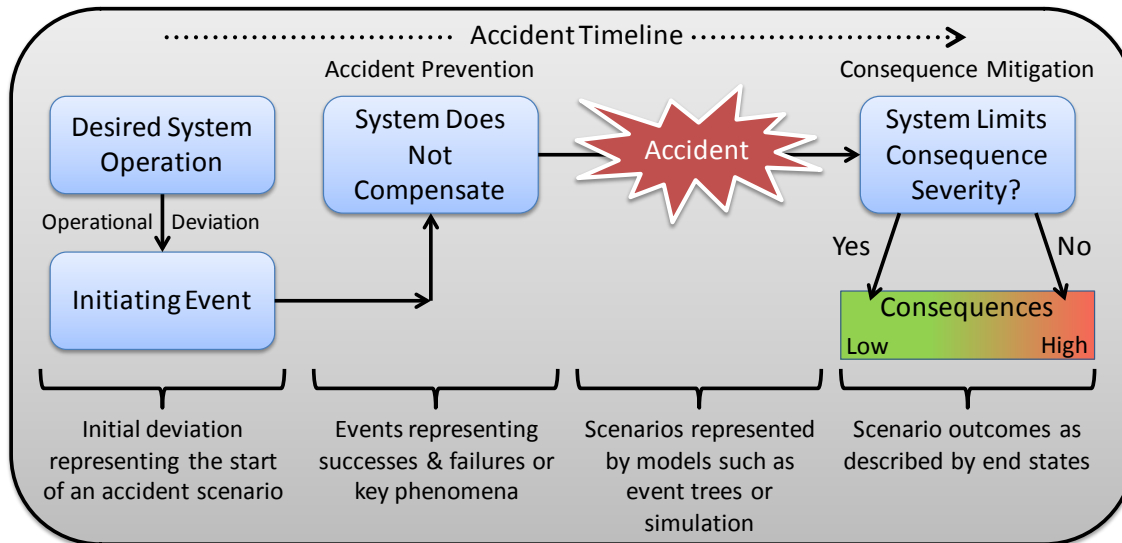 Accident Timeline
Accident Prevention
Consequence Mitigation
Desired System
Operation
Operational Deviation
Initiating Event
System Does
Not
Compensate
Accident
System Limits
Consequence
Severity?
Yes
No
Consequences
Low
High
Initial deviation
representing the start
of an accident scenario
Events representing
successes & failures or
key phenomena
Scenarios represented
by models such as
event trees or
simulation
Scenario outcomes as
described by end states